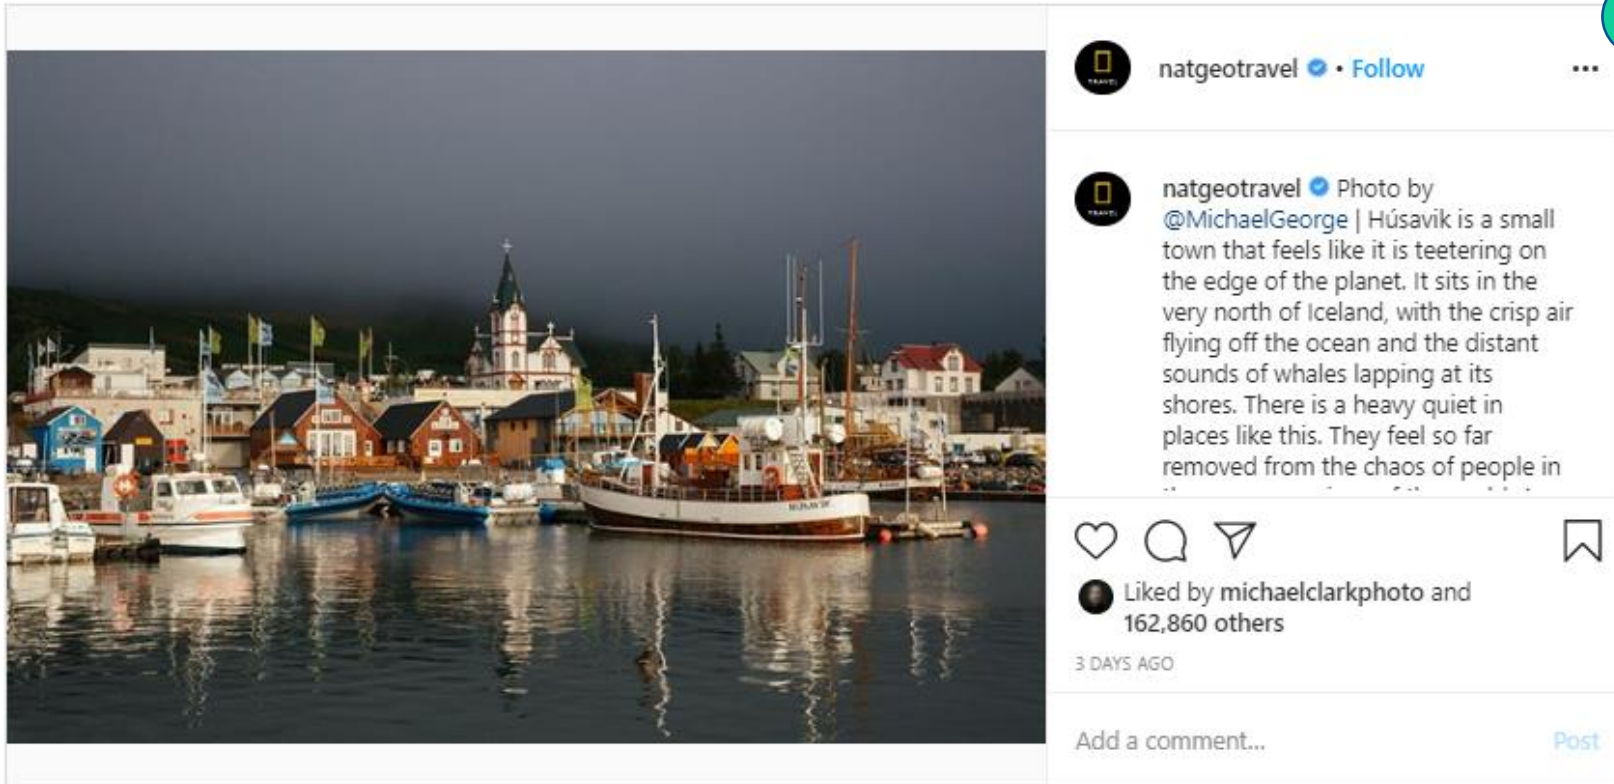 natgeotravel • Follow
TRAVEL
natgeotravel Photo by
TRAVEL
@MichaelGeorge | Húsavik is a small
town that feels like it is teetering on
the edge of the planet. It sits in the
very north of Iceland, with the crisp air
flying off the ocean and the distant
sounds of whales lapping at its
shores. There is a heavy quiet in
places like this. They feel so far
removed from the chaos of people in
Liked by michaelclarkphoto and
162,860 others
3 DAYS AGO
Add a comment... Post